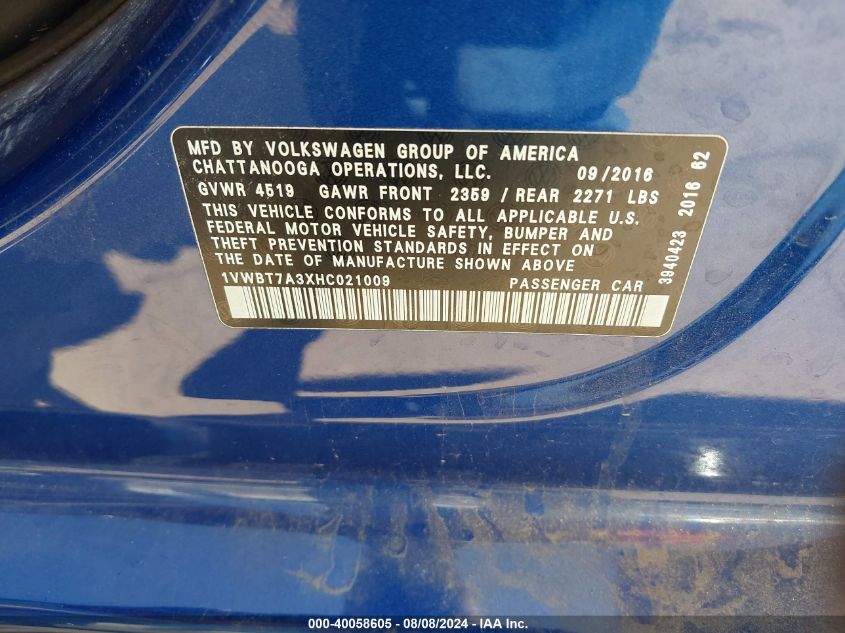 MFD BY VOLKSWAGEN GROUP OF AMERICA
CHATTANOOGA OPERATIONS, LLC. 09/2016
GVWR 4519 GAWR FRONT 2359 / REAR 2271 LBS
THIS VEHICLE CONFORMS TO ALL APPLICABLE U.S.
FEDERAL MOTOR VEHICLE SAFETY, BUMPER AND
THEFT PREVENTION STANDARDS IN EFFECT ON
THE DATE OF MANUFACTURE SHOWN ABOVE
1VWBT7A3XHC021009 PASSENGER CAR
3940423 2016 62
000-40058605 - 08/08/2024 - IAA Inc.